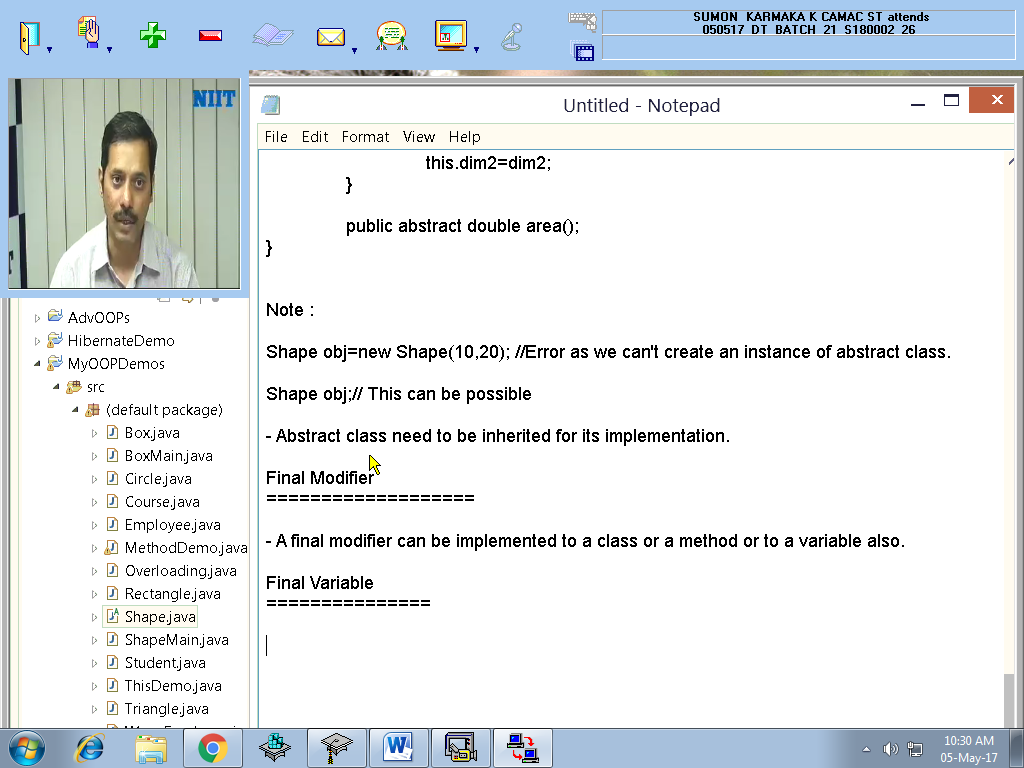 SUMON KARMAKA K CAMAC ST attends
050517 DT BATCH 21 S180002 26
NIIT
Untitled - Notepad
File Edit Format View Help
this.dim2=dim2;
}
public abstract double area();
}
Note :
Shape obj=new Shape(10,20); //Error as we can't create an instance of abstract class.
Shape obj;// This can be possible
- Abstract class need to be inherited for its implementation.
Final Modifier
===================
- A final modifier can be implemented to a class or a method or to a variable also.
Final Variable
===============
AdvOOPs
HibernateDemo
MyOOPDemos
src
(default package)
Box.java
BoxMain.java
Circle.java
Course.java
Employee.java
MethodDemo.java
Overloading.java
Rectangle.java
Shape.java
ShapeMain.java
Student.java
ThisDemo.java
Triangle.java
10:30 AM
05-May-17